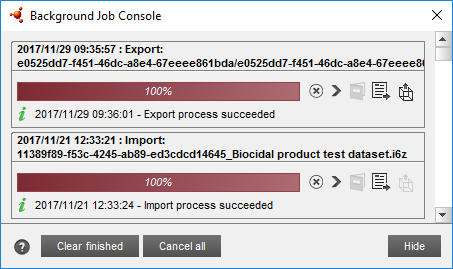 Background Job Console
2017/11/29 09:35:57 : Export:
e0525dd7-f451-46dc-a8e4-67eeee861bda/e0525dd7-f451-46dc-a8e4-67eeee86
100%
2017/11/29 09:36:01 - Export process succeeded
2017/11/21 12:33:21 : Import:
11389f89-f53c-4245-ab89-ed3cdcd14645_Biocidal product test dataset.i6z
100%
2017/11/21 12:33:24 - Import process succeeded
Clear finished
Cancel all
Hide